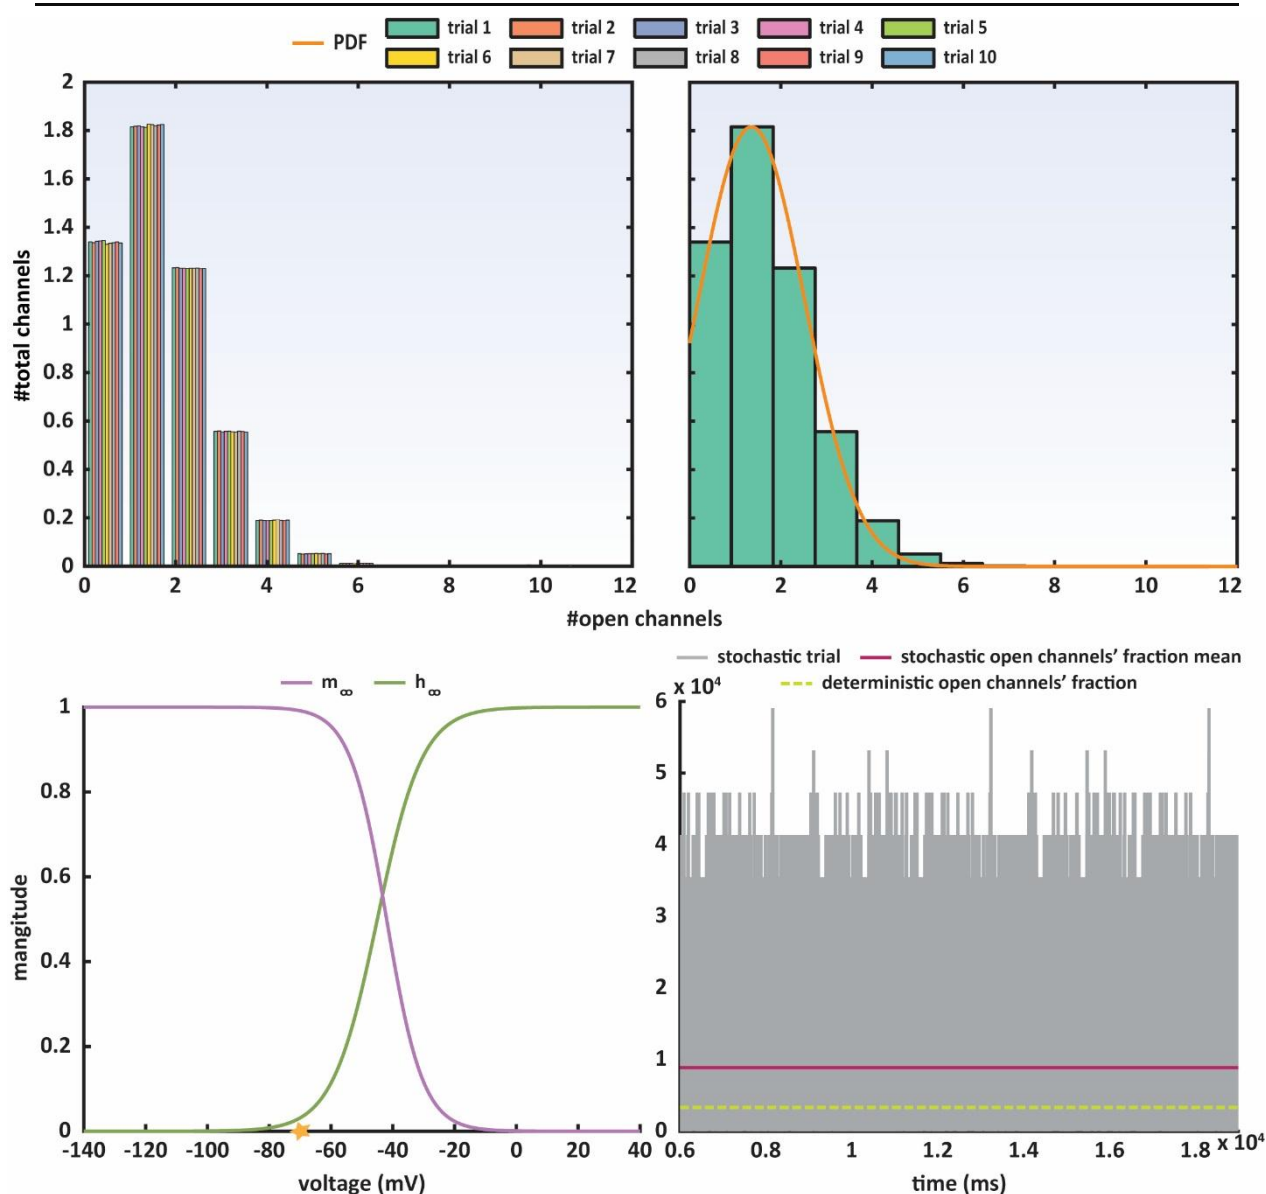 PDF
trial 1 trial 2 trial 3 trial 4 trial 5
trial 6 trial 7 trial 8 trial 9 trial 10
#total channels
2
1.8
1.6
1.4
1.2
1
0.8
0.6
0.4
0.2
0
0 2 4 6 8 10 12
0 2 4 6 8 10 12
#open channels
m∞ h∞
mangitude
1
0.8
0.6
0.4
0.2
0
-140 -120 -100 -80 -60 -40 -20 0 20 40
voltage (mV)
stochastic trial stochastic open channels' fraction mean
deterministic open channels' fraction
x 10⁴
6
5
4
3
2
1
0
0.6 0.8 1 1.2 1.4 1.6 1.8 x 10⁴
time (ms)